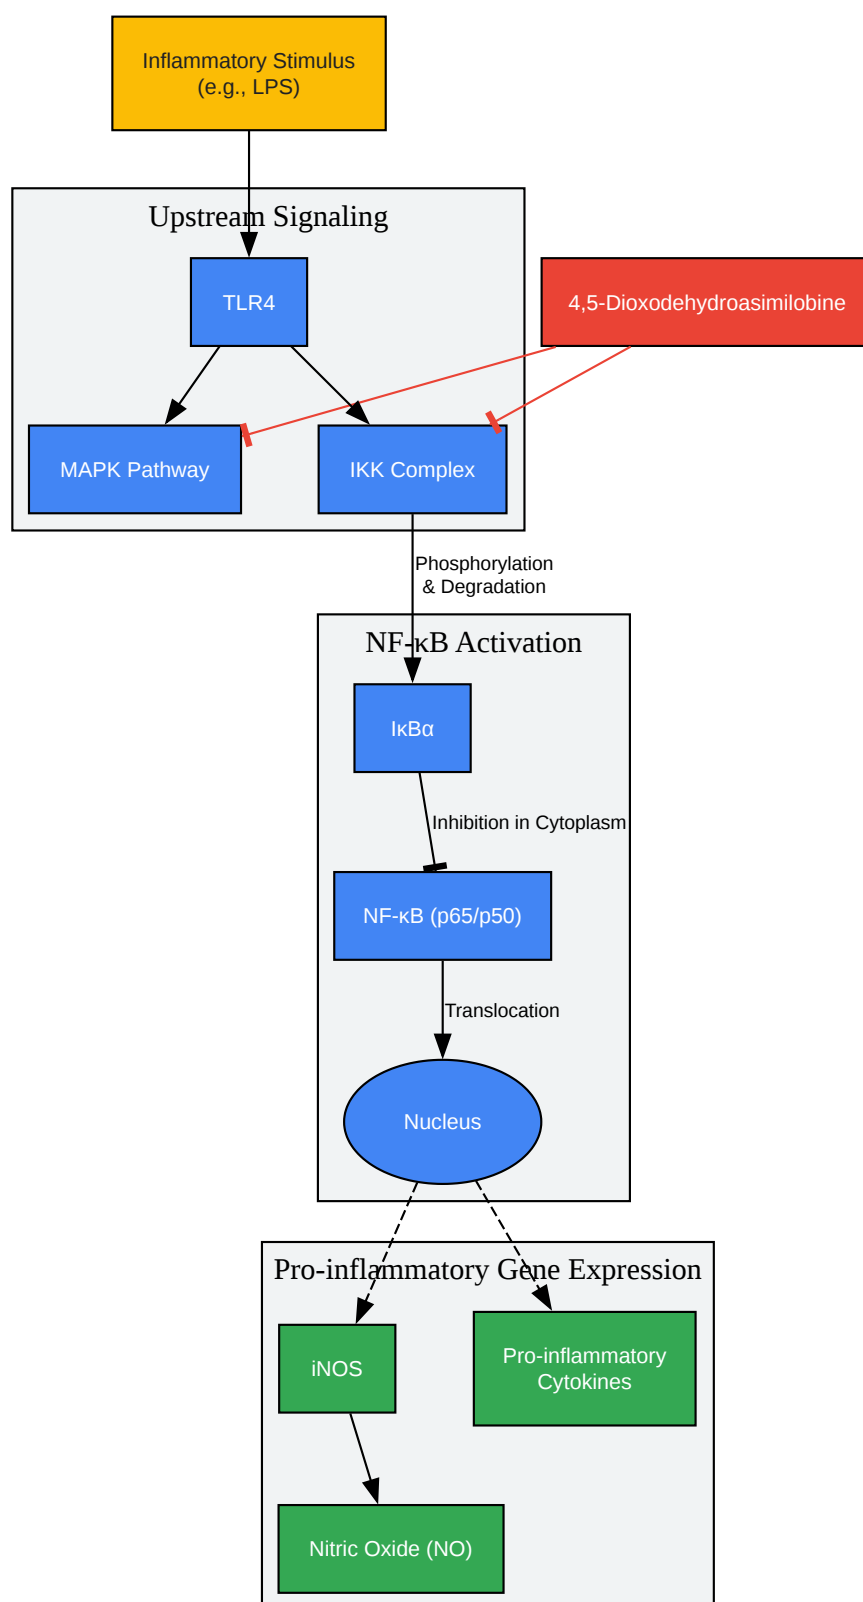 Inflammatory Stimulus
(e.g., LPS)
Upstream Signaling
TLR4
4,5-Dioxodehydroasimilobine
MAPK Pathway
IKK Complex
Phosphorylation
& Degradation
NF-κB Activation
IκBα
Inhibition in Cytoplasm
NF-κB (p65/p50)
Translocation
Nucleus
Pro-inflammatory Gene Expression
iNOS
Pro-inflammatory
Cytokines
Nitric Oxide (NO)